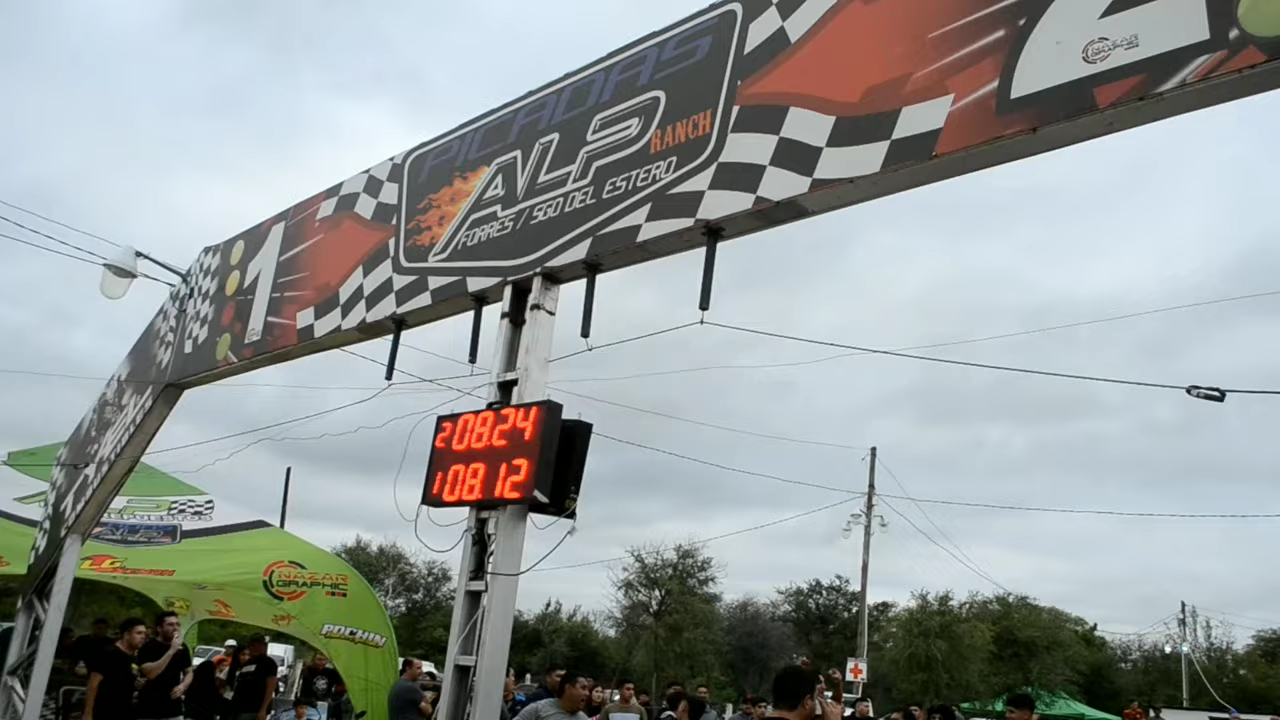 PICADAS
ALP
RANCH
FORRES / SGO DEL ESTERO
1
2
NAZAR
GRAPHIC
2 08.24
1 08.12
NAZAR
GRAPHIC
POCHIN
LG